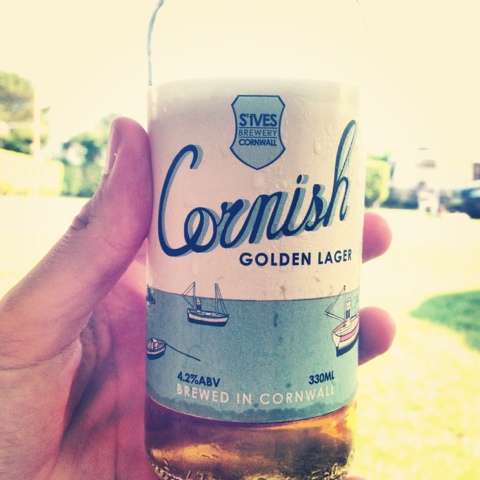 ST IVES
BREWERY
CORNWALL
Cornish
GOLDEN LAGER
4.2%ABV 330ML
BREWED IN CORNWALL